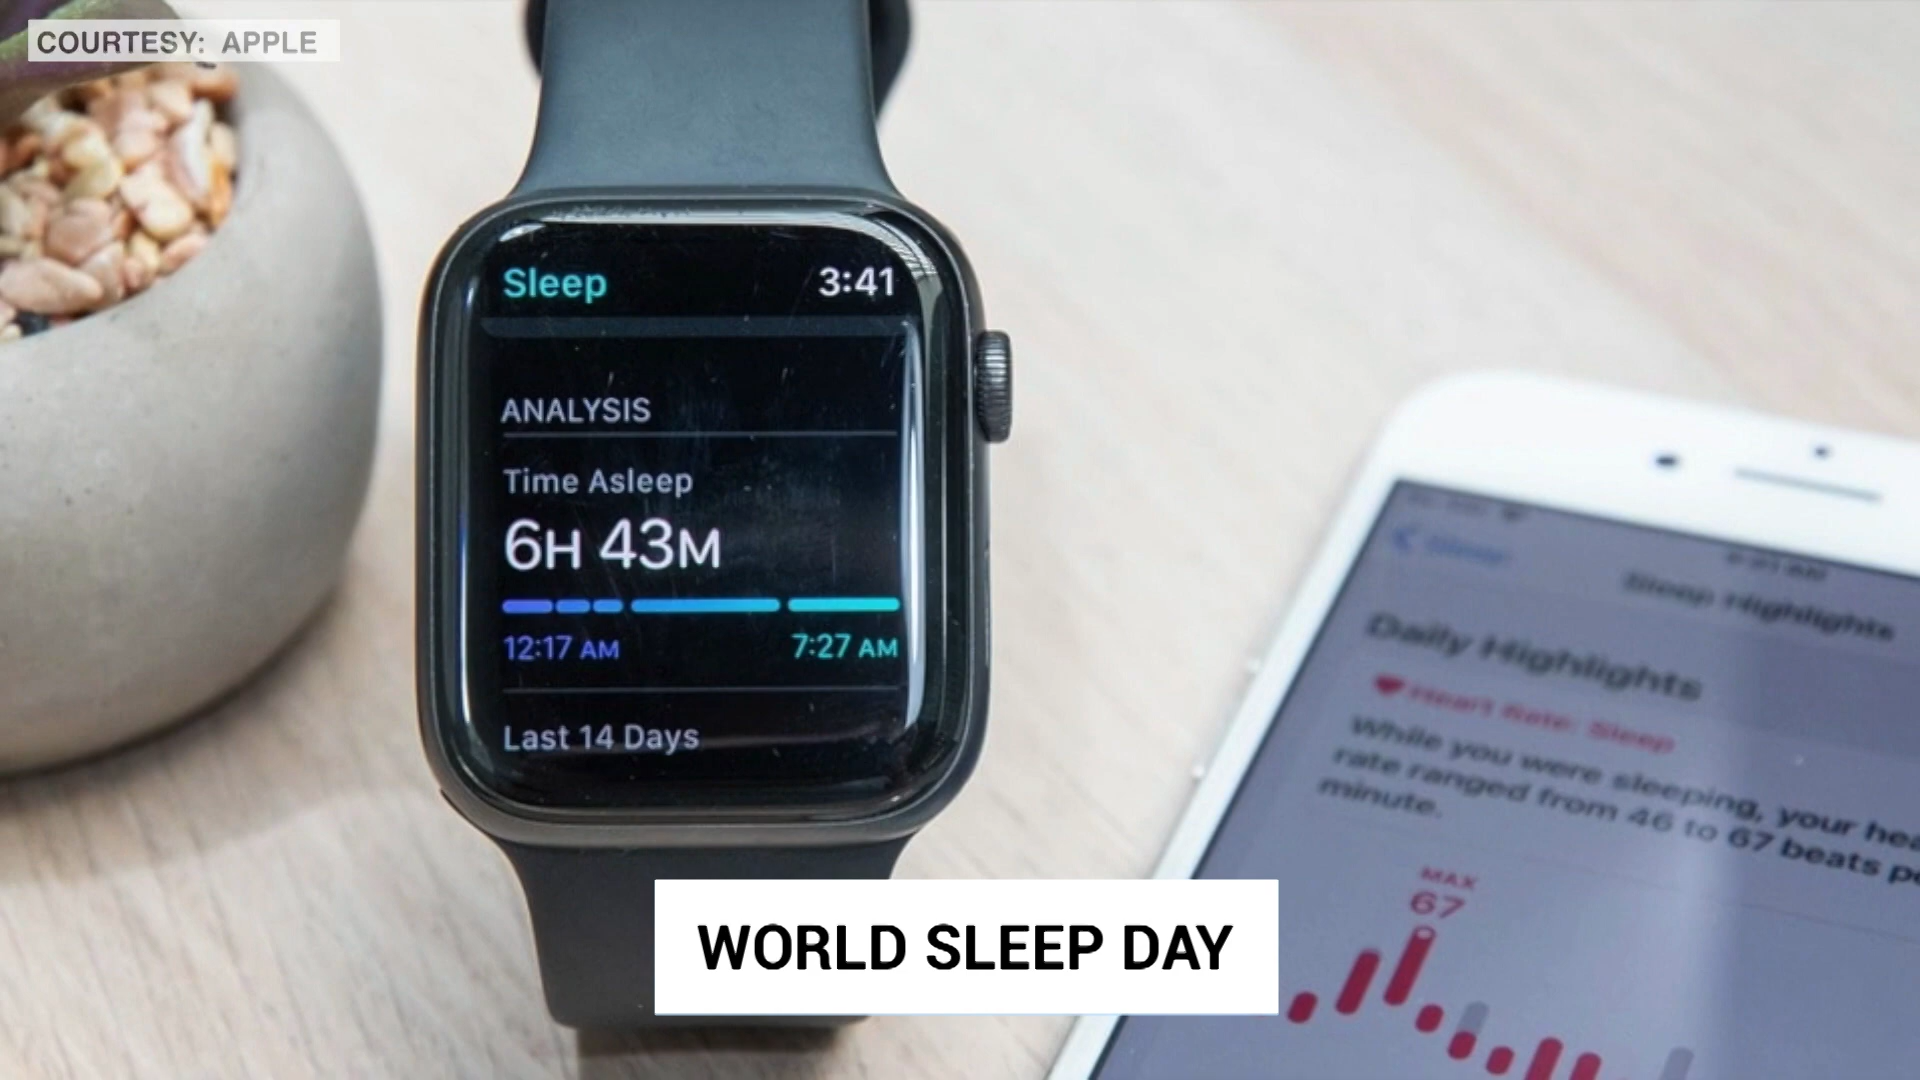 COURTESY: APPLE
Sleep 3:41
ANALYSIS
Time Asleep
6H 43M
12:17 AM 7:27 AM
Last 14 Days
Sleep Highlights
Daily Highlights
Heart Rate: Sleep
While you were sleeping, your hea
rate ranged from 46 to 67 beats pe
minute.
MAX
67
WORLD SLEEP DAY